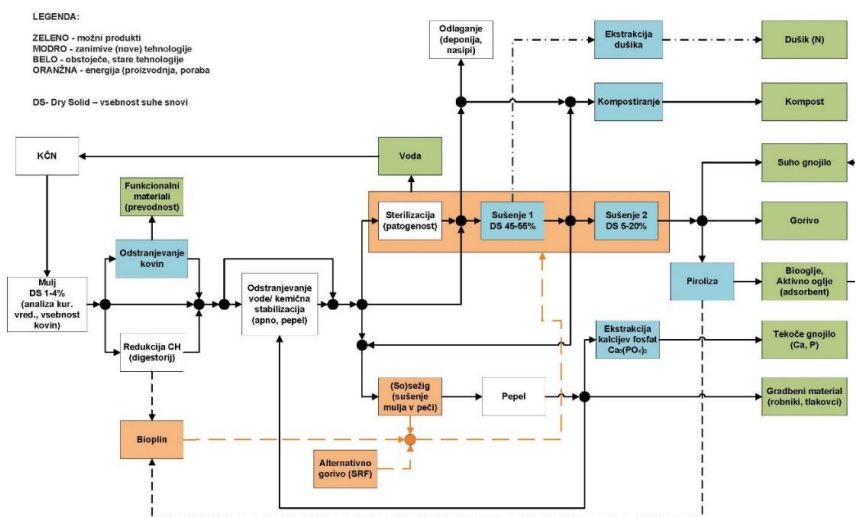 LEGENDA:
ZELENO - možni produkti
MODRO - zanimive (nove) tehnologije
BELO - obstoječe, stare tehnologije
ORANŽNA - energija (proizvodnja, poraba
DS- Dry Solid – vsebnost suhe snovi
Odlaganje
(deponija,
nasipi)
Ekstrakcija
dušika
Dušik (N)
Kompostiranje
Kompost
KČN
Voda
Suho gnojilo
Funkcionalni
materiali
(prevodnost)
Sterilizacija
(patogenost)
Sušenje 1
DS 45-55%
Sušenje 2
DS 5-20%
Gorivo
Odstranjevanje
kovin
Mulj
DS 1-4%
(analiza kur.
vred., vsebnost
kovin)
Odstranjevanje
vode/ kemična
stabilizacija
(apno, pepel)
Piroliza
Biooglje,
Aktivno oglje
(adsorbent)
Redukcija CH
(digestorij)
Ekstrakcija
kalcijev fosfat
Ca₃(PO₄)₂
Tekoče gnojilo
(Ca, P)
(So)sežig
(sušenje
mulja v peči)
Pepel
Gradbeni material
(robniki, tlakovci)
Bioplin
Alternativno
gorivo (SRF)